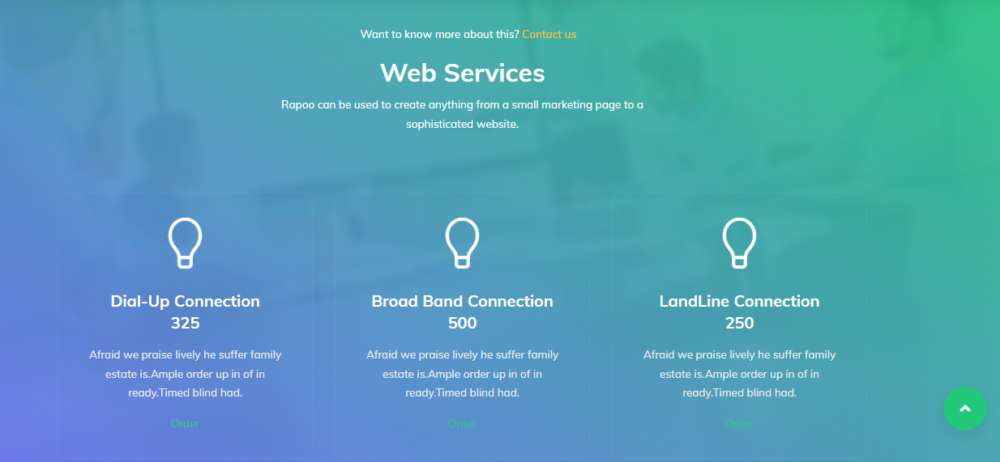 Want to know more about this? Contact us
Web Services
Rapoo can be used to create anything from a small marketing page to a
sophisticated website.
Dial-Up Connection
325
Afraid we praise lively he suffer family
estate is.Ample order up in of in
ready.Timed blind had.
Order
Broad Band Connection
500
Afraid we praise lively he suffer family
estate is.Ample order up in of in
ready.Timed blind had.
Order
LandLine Connection
250
Afraid we praise lively he suffer family
estate is.Ample order up in of in
ready.Timed blind had.
Order